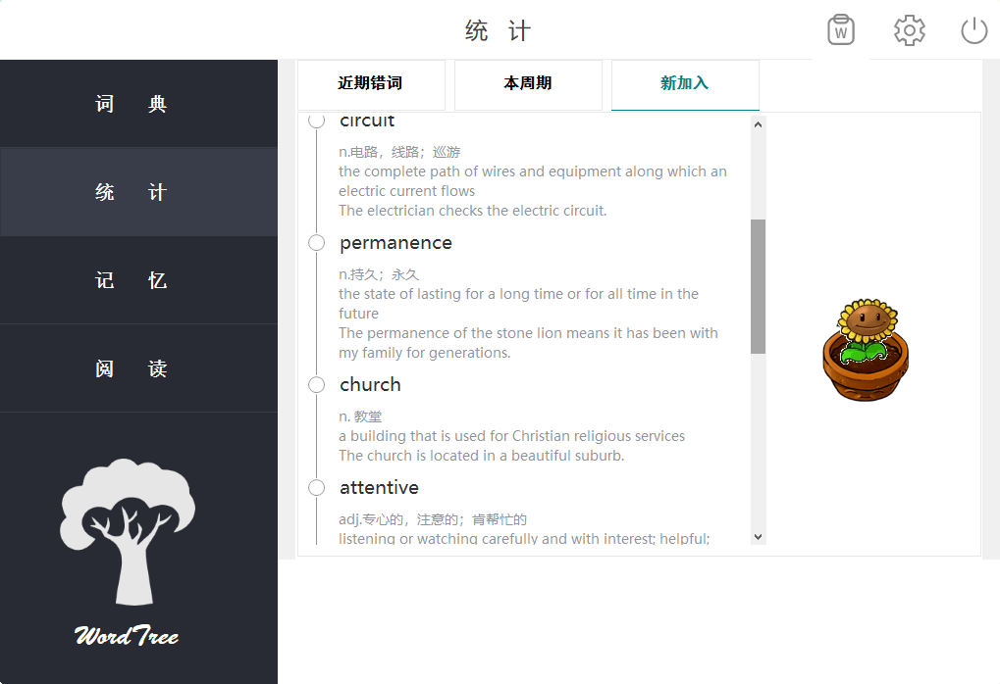 统 计
W
词 典
统 计
记 忆
阅 读
WordTree
近期错词
本周期
新加入
circuit
n.电路，线路；巡游
the complete path of wires and equipment along which an
electric current flows
The electrician checks the electric circuit.
permanence
n.持久；永久
the state of lasting for a long time or for all time in the
future
The permanence of the stone lion means it has been with
my family for generations.
church
n. 教堂
a building that is used for Christian religious services
The church is located in a beautiful suburb.
attentive
adj.专心的，注意的；肯帮忙的
listening or watching carefully and with interest; helpful;